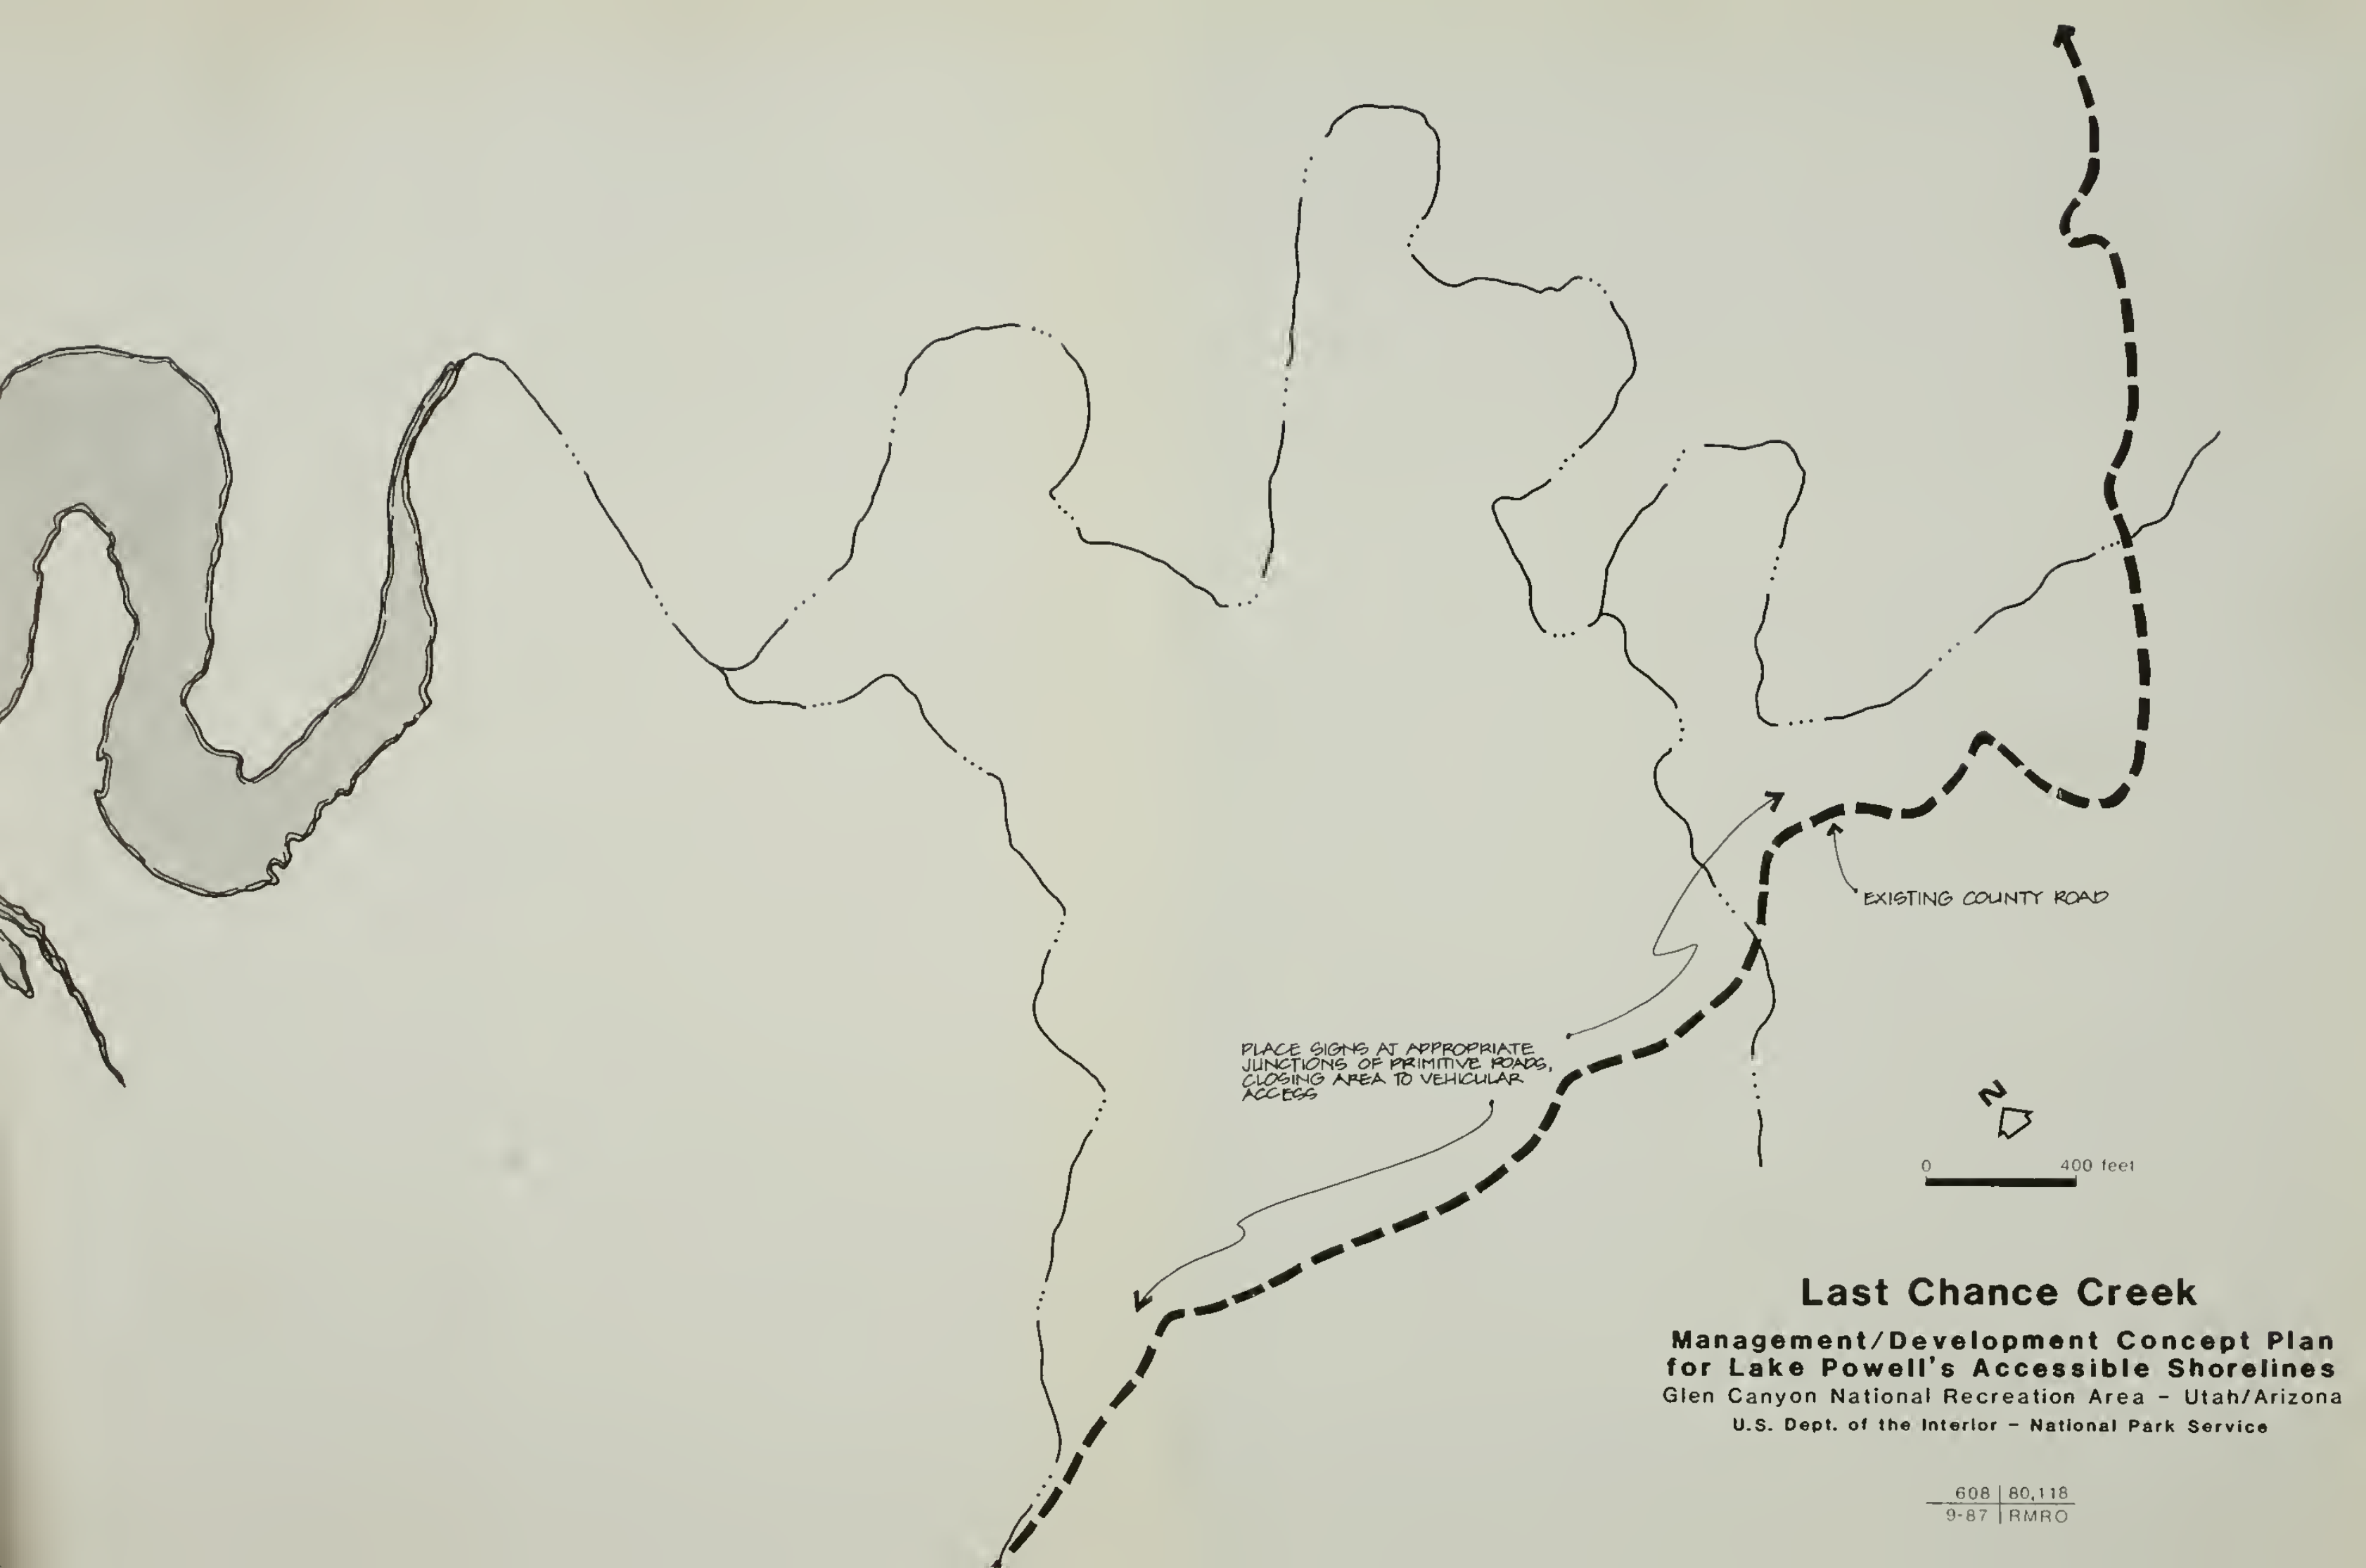 EXISTING COUNTY ROAD
PLACE SIGNS AT APPROPRIATE
JUNCTIONS OF PRIMITIVE ROADS,
CLOSING AREA TO VEHICULAR
ACCESS
N
0 400 feet
Last Chance Creek
Management/Development Concept Plan
for Lake Powell's Accessible Shorelines
Glen Canyon National Recreation Area – Utah/Arizona
U.S. Dept. of the Interior – National Park Service
608 | 80,118
9-87 | RMRO